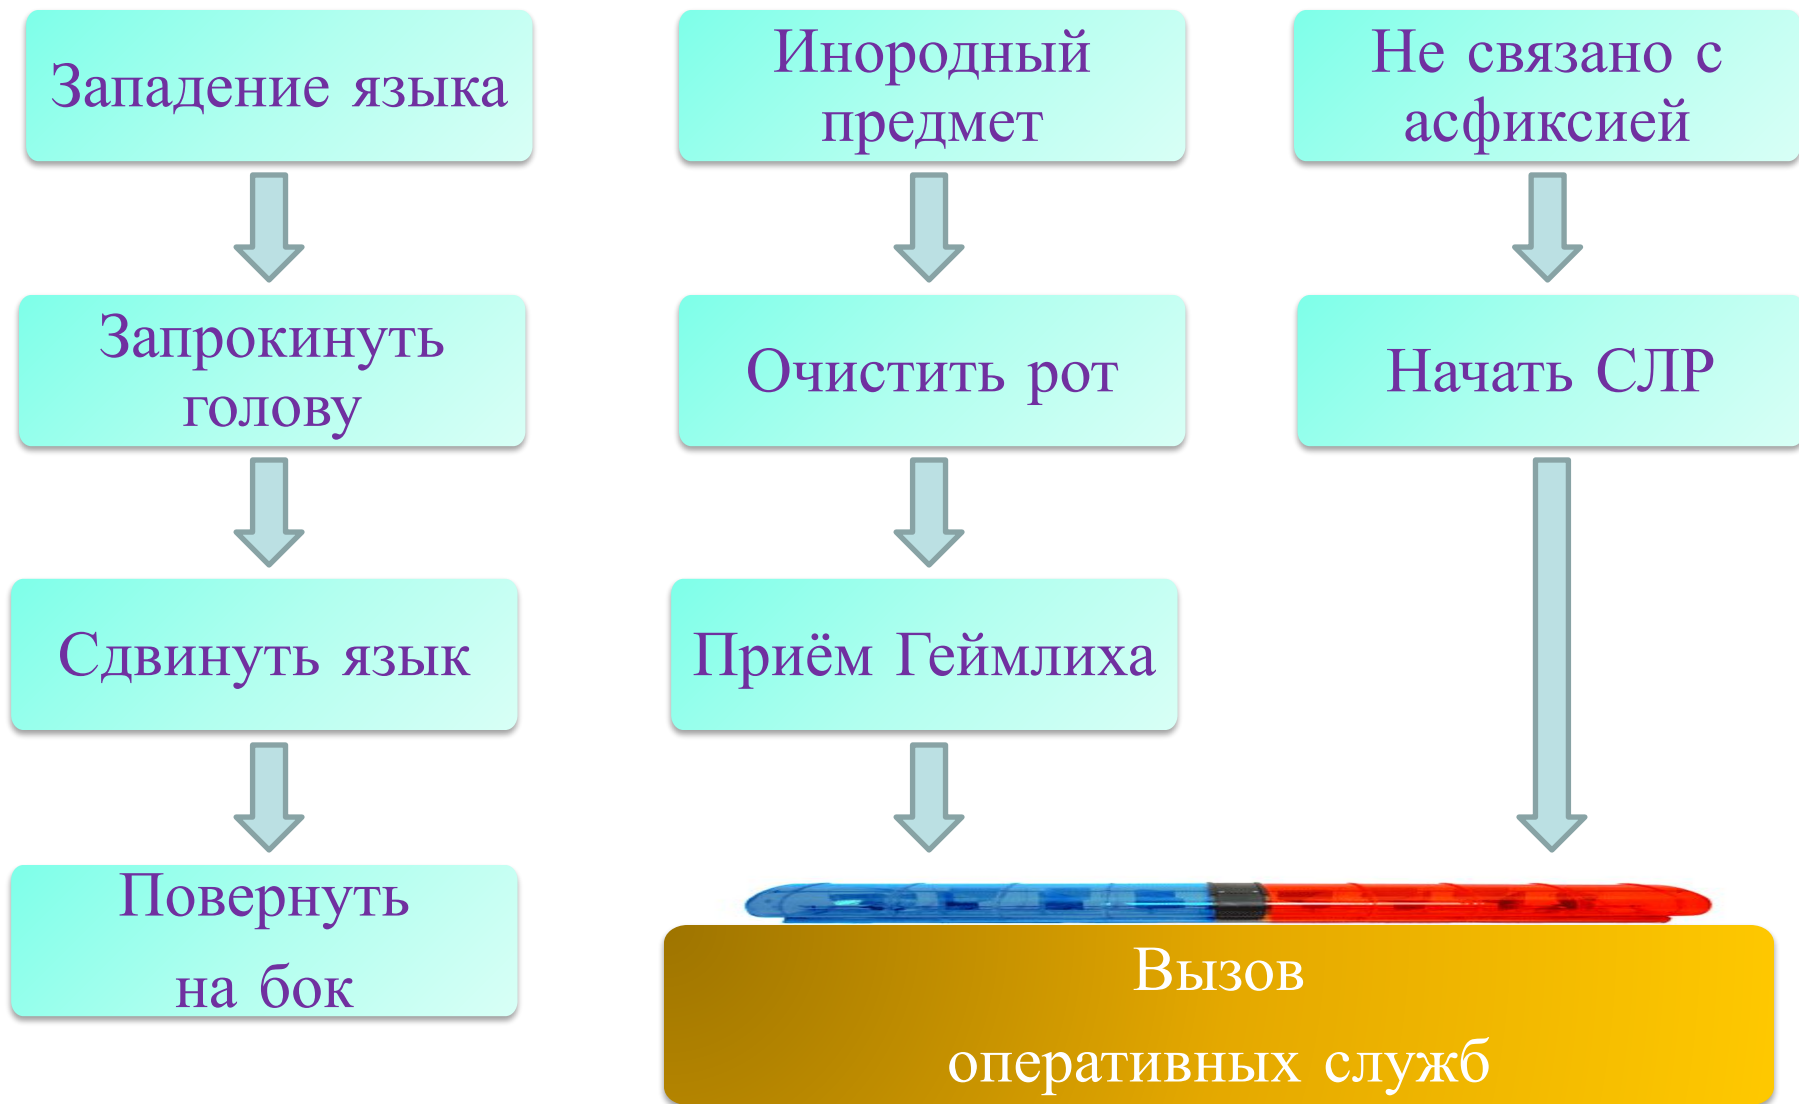 Западение языка
Инородный
предмет
Не связано с
асфиксией
Запрокинуть
голову
Очистить рот
Начать СЛР
Сдвинуть язык
Приём Геймлиха
Повернуть
на бок
Вызов
оперативных служб